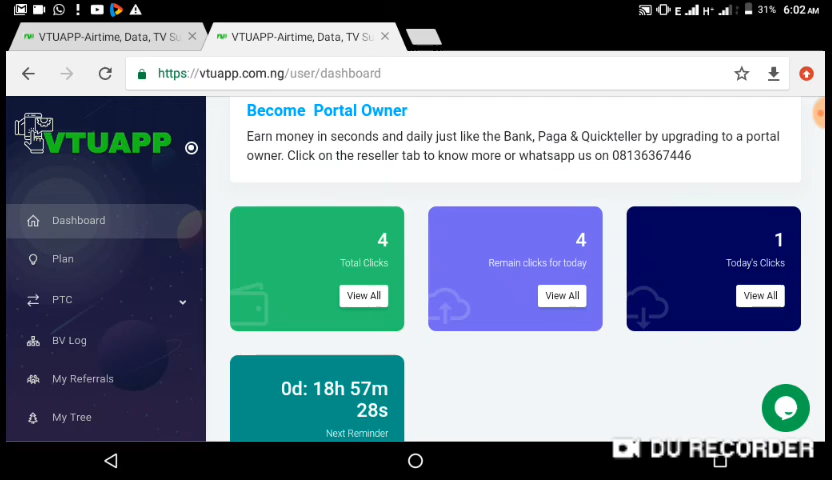 E
H+
31%
6:02 AM
VTUAPP-Airtime, Data, TV Su
VTUAPP-Airtime, Data, TV Su
https://vtuapp.com.ng/user/dashboard
VTUAPP
Become Portal Owner
Earn money in seconds and daily just like the Bank, Paga & Quickteller by upgrading to a portal
owner. Click on the reseller tab to know more or whatsapp us on 08136367446
Dashboard
Plan
PTC
BV Log
My Referrals
My Tree
4
Total Clicks
View All
4
Remain clicks for today
View All
1
Today's Clicks
View All
0d: 18h 57m
28s
Next Reminder
DU RECORDER